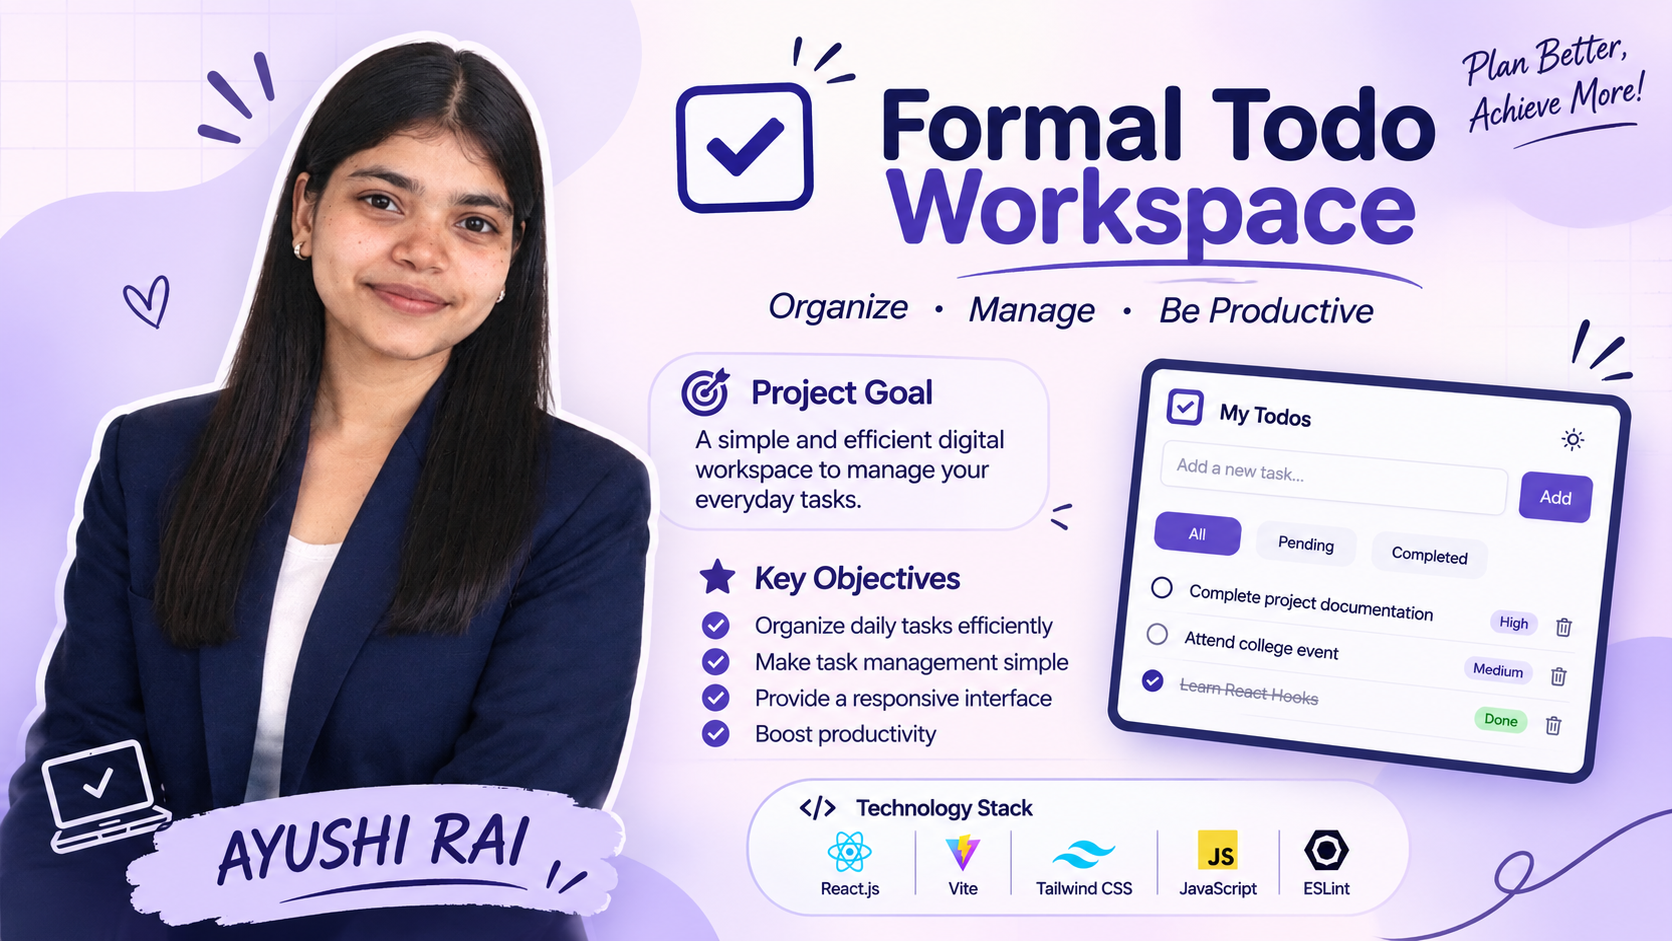 Plan Better,
Achieve More!
Formal Todo
Workspace
Organize • Manage • Be Productive
Project Goal
A simple and efficient digital
workspace to manage your
everyday tasks.
Key Objectives
Organize daily tasks efficiently
Make task management simple
Provide a responsive interface
Boost productivity
My Todos
Add a new task...
Add
All
Pending
Completed
Complete project documentation
High
Attend college event
Medium
Learn React Hooks
Done
AYUSHI RAI
</> Technology Stack
JS
React.js
Vite
Tailwind CSS
JavaScript
ESLint